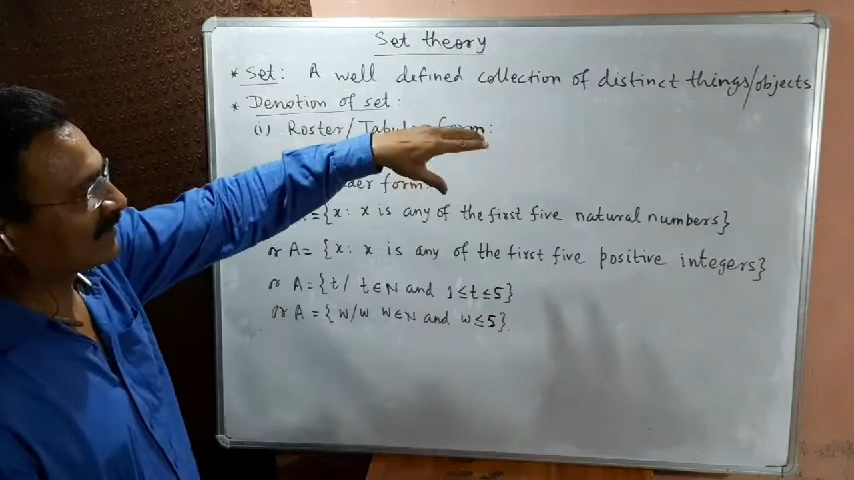 Set theory
* Set: A well defined collection of distinct things/objects
* Denotion of set:
(i) Roster/Tabular form:
form:
={x: x is any of the first five natural numbers}
or A={x: x is any of the first five positive integers}
or A={t/ t∈N and 1≤t≤5}
or A={w/w w∈N and w≤5}